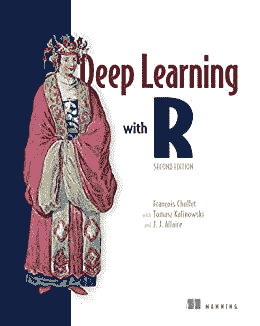 Deep Learning
with R
SECOND EDITION
François Chollet
with Tomasz Kalinowski
and J. J. Allaire
MANNING